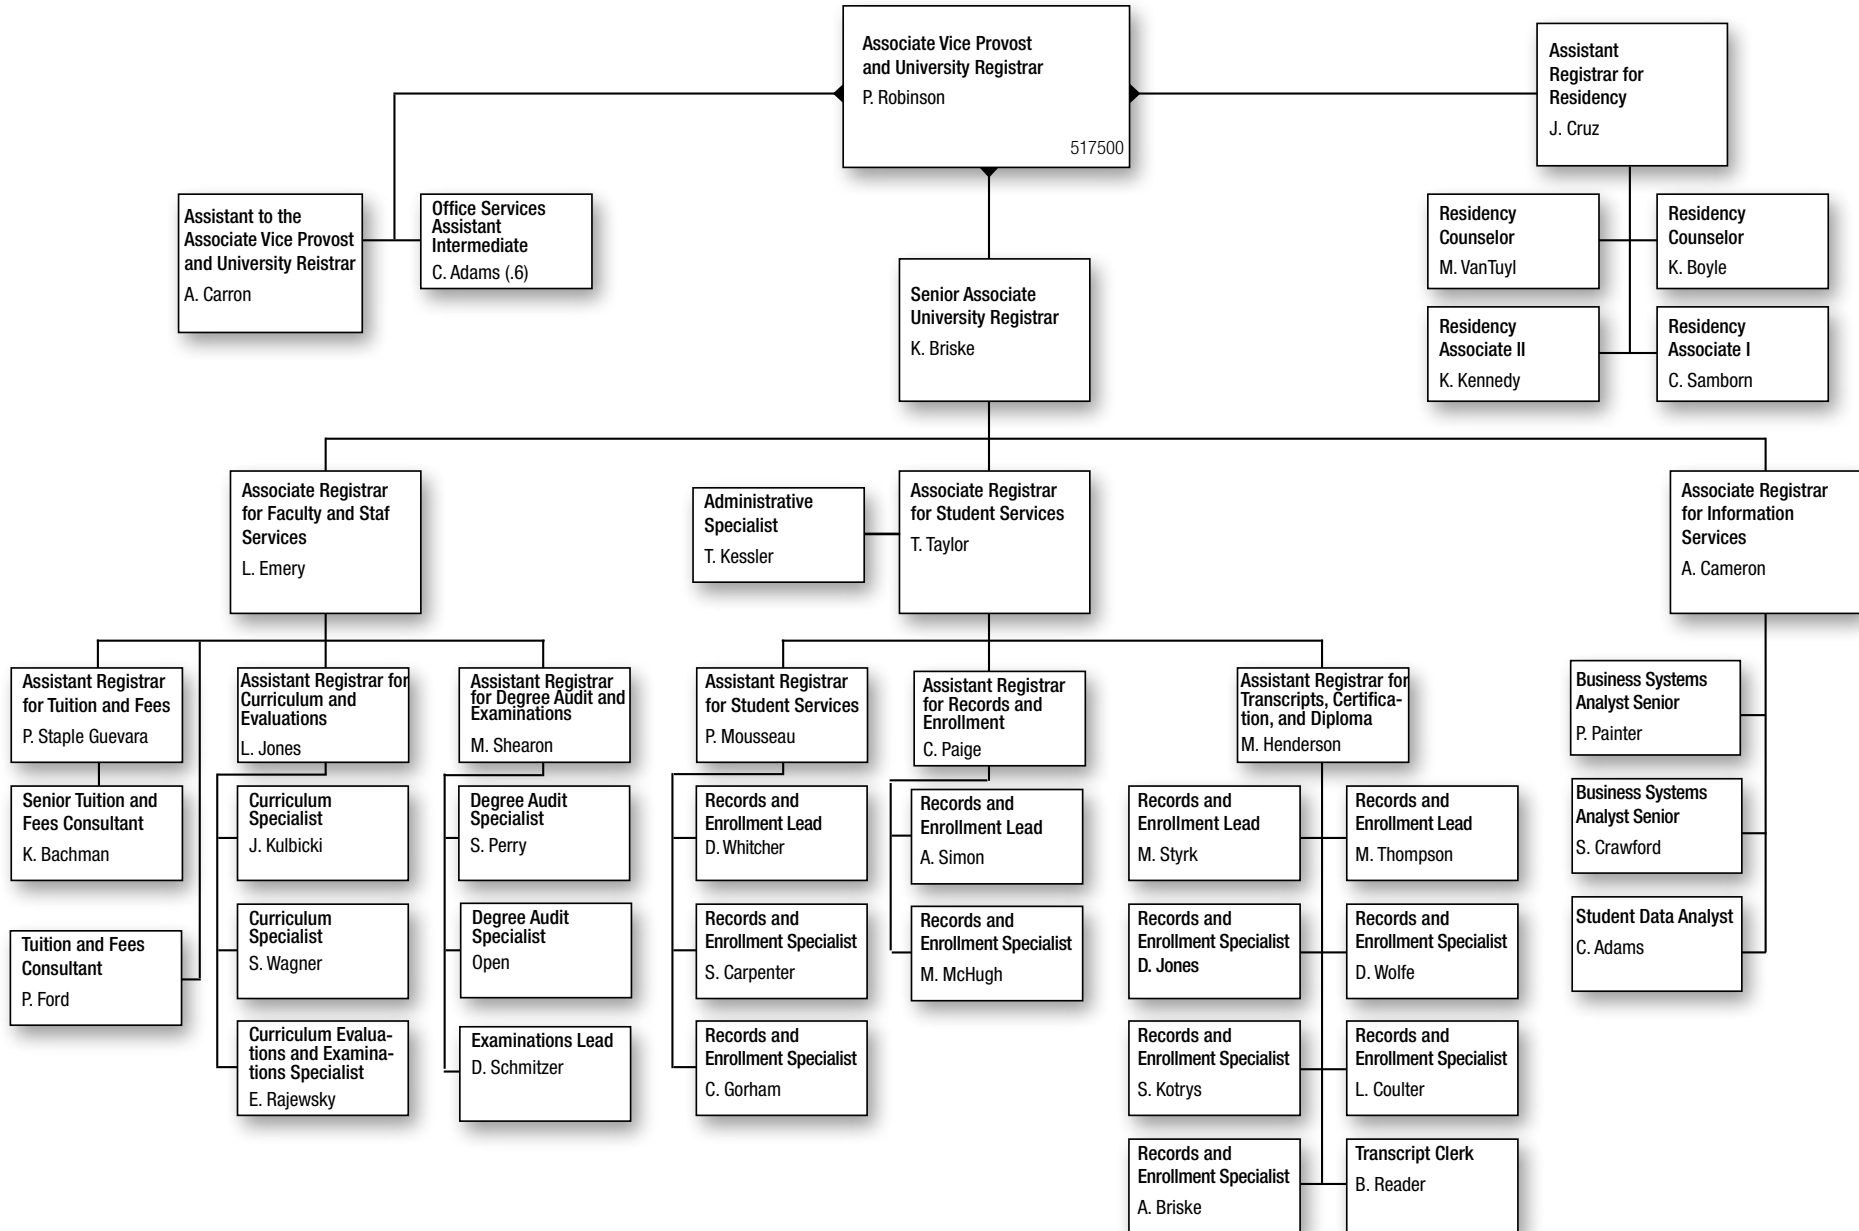 Associate Vice Provost
and University Registrar
P. Robinson
517500
Assistant
Registrar for
Residency
J. Cruz
Assistant to the
Associate Vice Provost
and University Reistrar
A. Carron
Office Services
Assistant
Intermediate
C. Adams (.6)
Senior Associate
University Registrar
K. Briske
Residency
Counselor
M. VanTuyl
Residency
Counselor
K. Boyle
Residency
Associate II
K. Kennedy
Residency
Associate I
C. Samborn
Associate Registrar
for Faculty and Staf
Services
L. Emery
Administrative
Specialist
T. Kessler
Associate Registrar
for Student Services
T. Taylor
Associate Registrar
for Information
Services
A. Cameron
Assistant Registrar
for Tuition and Fees
P. Staple Guevara
Assistant Registrar for
Curriculum and
Evaluations
L. Jones
Assistant Registrar
for Degree Audit and
Examinations
M. Shearon
Assistant Registrar
for Student Services
P. Mousseau
Assistant Registrar
for Records and
Enrollment
C. Paige
Assistant Registrar for
Transcripts, Certifica-
tion, and Diploma
M. Henderson
Business Systems
Analyst Senior
P. Painter
Senior Tuition and
Fees Consultant
K. Bachman
Curriculum
Specialist
J. Kulbicki
Degree Audit
Specialist
S. Perry
Records and
Enrollment Lead
D. Whitcher
Records and
Enrollment Lead
A. Simon
Records and
Enrollment Lead
M. Styrk
Records and
Enrollment Lead
M. Thompson
Business Systems
Analyst Senior
S. Crawford
Tuition and Fees
Consultant
P. Ford
Curriculum
Specialist
S. Wagner
Degree Audit
Specialist
Open
Records and
Enrollment Specialist
S. Carpenter
Records and
Enrollment Specialist
M. McHugh
Records and
Enrollment Specialist
D. Jones
Records and
Enrollment Specialist
D. Wolfe
Student Data Analyst
C. Adams
Curriculum Evalua-
tions and Examina-
tions Specialist
E. Rajewsky
Examinations Lead
D. Schmitzer
Records and
Enrollment Specialist
C. Gorham
Records and
Enrollment Specialist
S. Kotrys
Records and
Enrollment Specialist
L. Coulter
Records and
Enrollment Specialist
A. Briske
Transcript Clerk
B. Reader